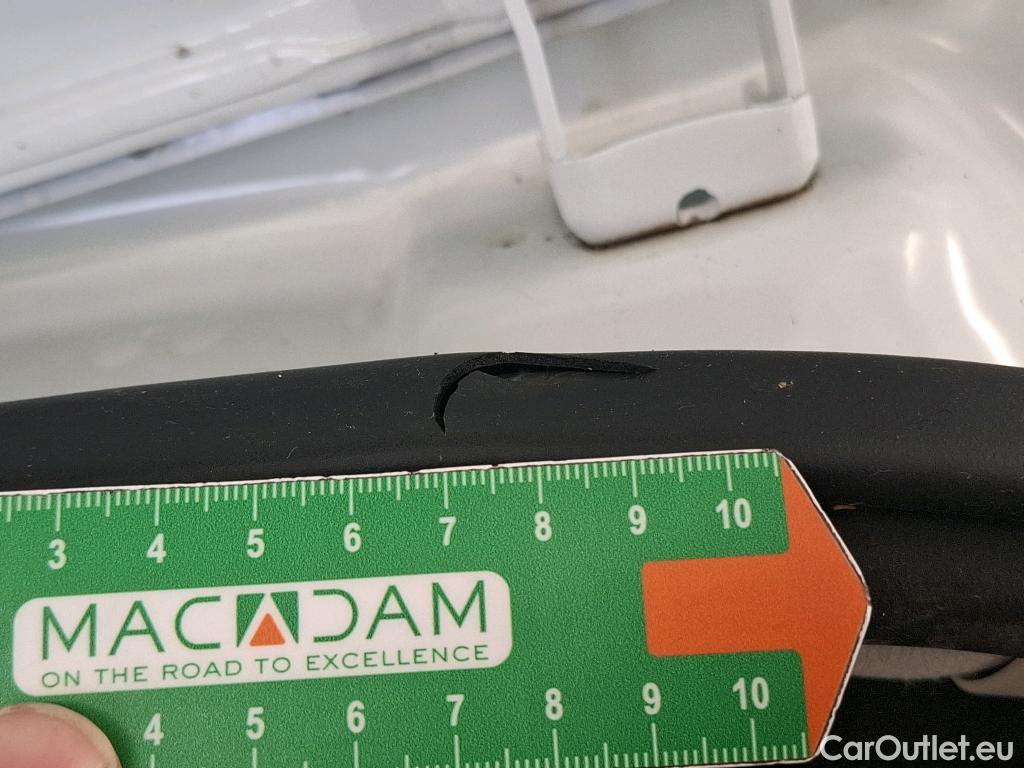 3 4 5 6 7 8 9 10
MACADAM
ON THE ROAD TO EXCELLENCE
4 5 6 7 8 9 10
CarOutlet.eu